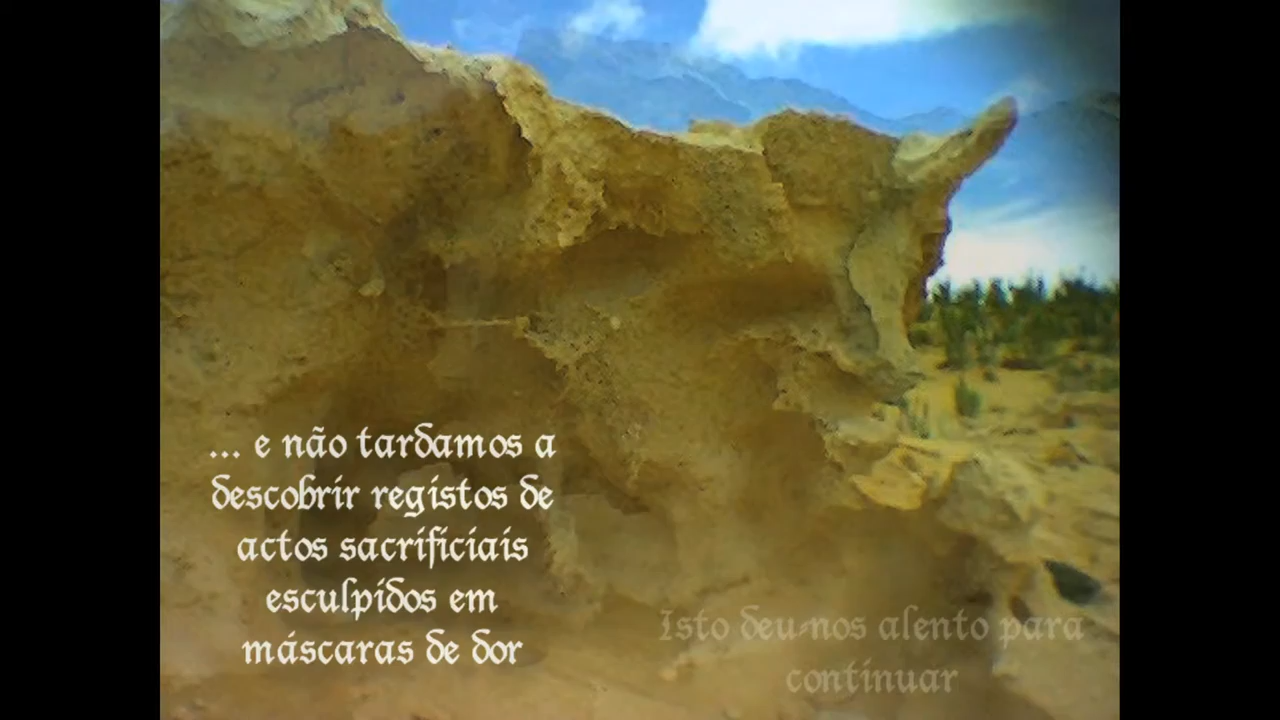 ... e não tardamos a
descobrir registos de
actos sacrificiais
esculpidos em
máscaras de dor
Isto deu-nos alento para
continuar